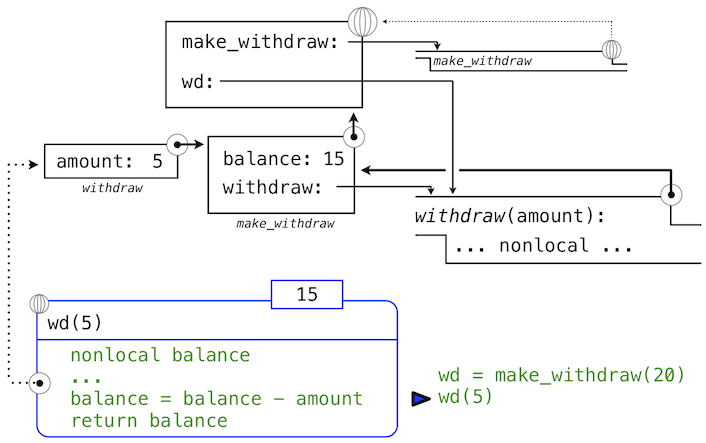 make_withdraw:
make_withdraw
wd:
amount: 5
withdraw
balance: 15
withdraw:
make_withdraw
withdraw(amount):
... nonlocal ...
15
wd(5)
nonlocal balance
...
balance = balance - amount
return balance
wd = make_withdraw(20)
wd(5)